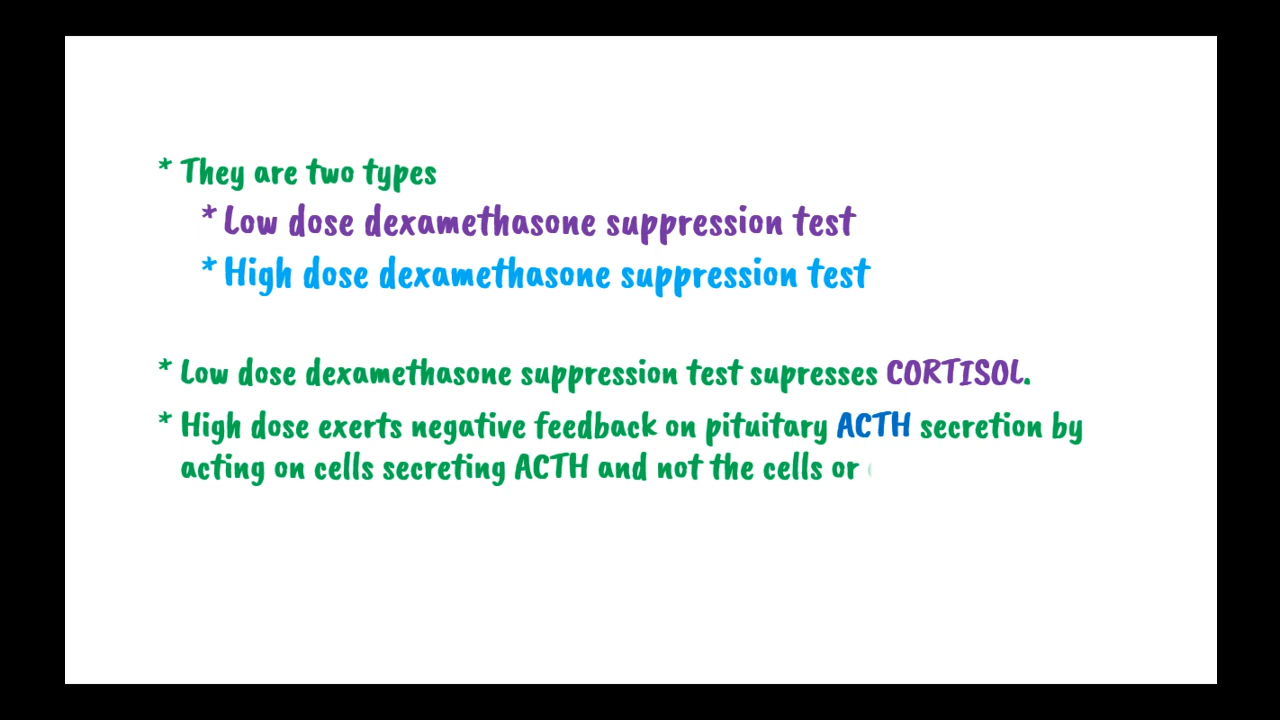 * They are two types
* Low dose dexamethasone suppression test
* High dose dexamethasone suppression test
* Low dose dexamethasone suppression test supresses CORTISOL.
* High dose exerts negative feedback on pituitary ACTH secretion by
acting on cells secreting ACTH and not the cells or